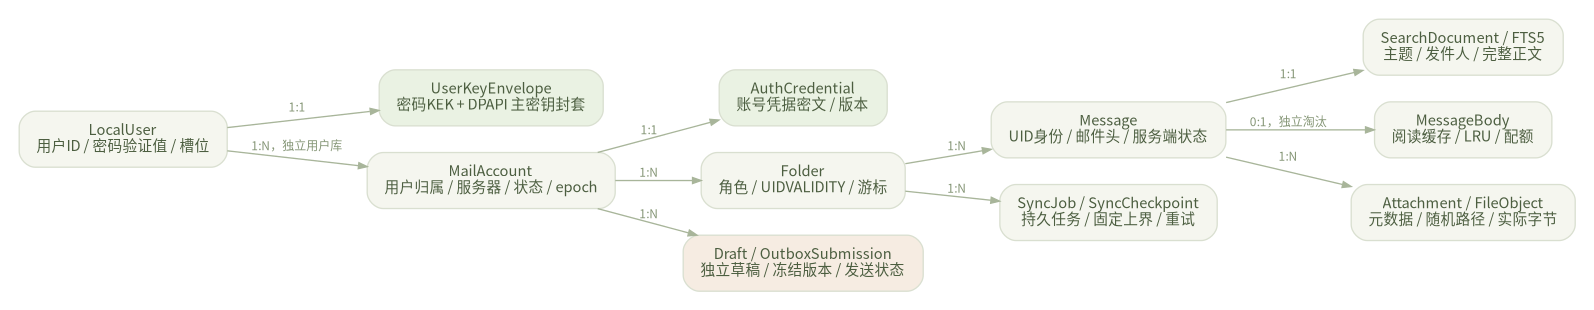 LocalUser
用户ID / 密码验证值 / 槽位
1:1
1:N，独立用户库
UserKeyEnvelope
密码KEK + DPAPI 主密钥封套
MailAccount
用户归属 / 服务器 / 状态 / epoch
1:1
1:N
1:N
AuthCredential
账号凭据密文 / 版本
Folder
角色 / UIDVALIDITY / 游标
Draft / OutboxSubmission
独立草稿 / 冻结版本 / 发送状态
1:N
1:N
Message
UID身份 / 邮件头 / 服务端状态
SyncJob / SyncCheckpoint
持久任务 / 固定上界 / 重试
1:1
0:1，独立淘汰
1:N
SearchDocument / FTS5
主题 / 发件人 / 完整正文
MessageBody
阅读缓存 / LRU / 配额
Attachment / FileObject
元数据 / 随机路径 / 实际字节